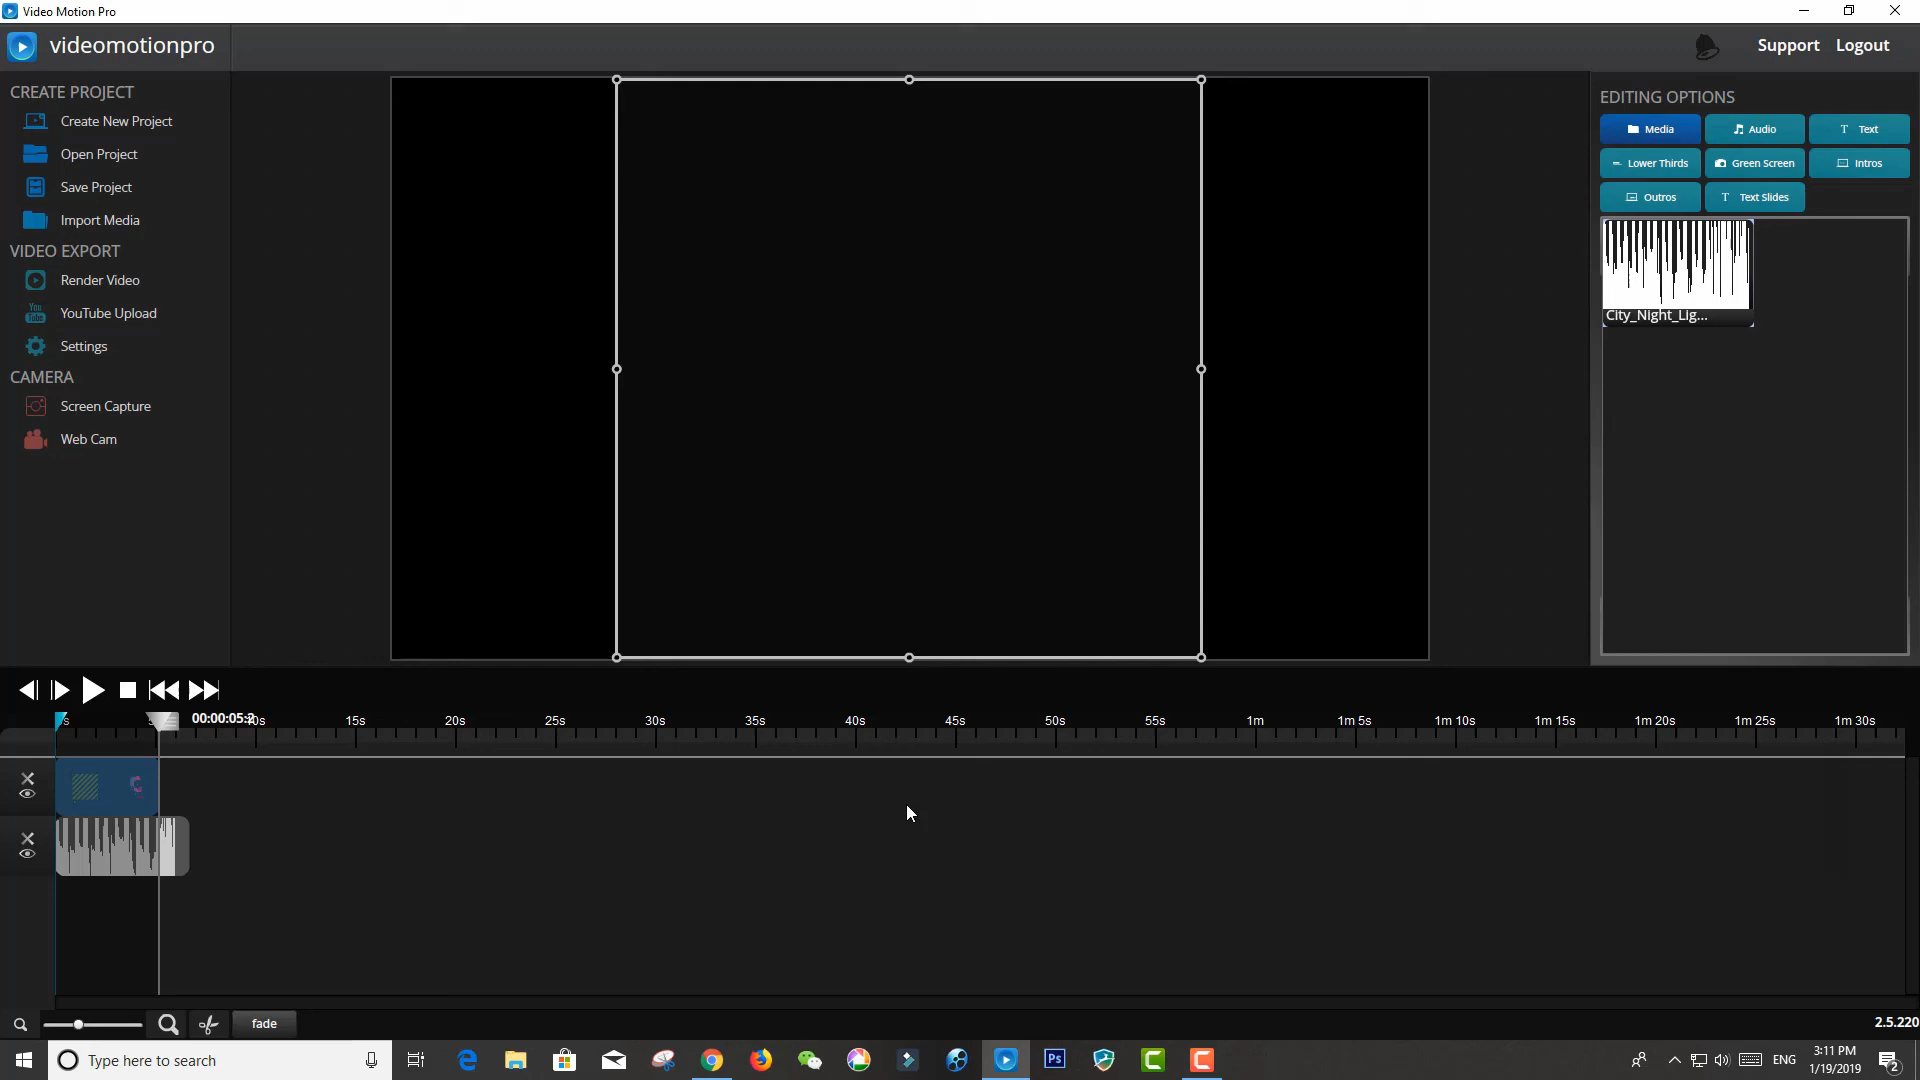 Video Motion Pro
videomotionpro
Support
Logout
CREATE PROJECT
Create New Project
Open Project
Save Project
Import Media
VIDEO EXPORT
Render Video
You
Tube
YouTube Upload
Settings
CAMERA
Screen Capture
Web Cam
EDITING OPTIONS
Media
Audio
T Text
Lower Thirds
Green Screen
Intros
Outros
T Text Slides
City_Night_Lig...
00:00:05:2
15s 20s 25s 30s 35s 40s 45s 50s 55s 1m 1m 5s 1m 10s 1m 15s 1m 20s 1m 25s 1m 30s
fade
2.5.220
Type here to search
Ps
ENG
3:11 PM
1/19/2019
2